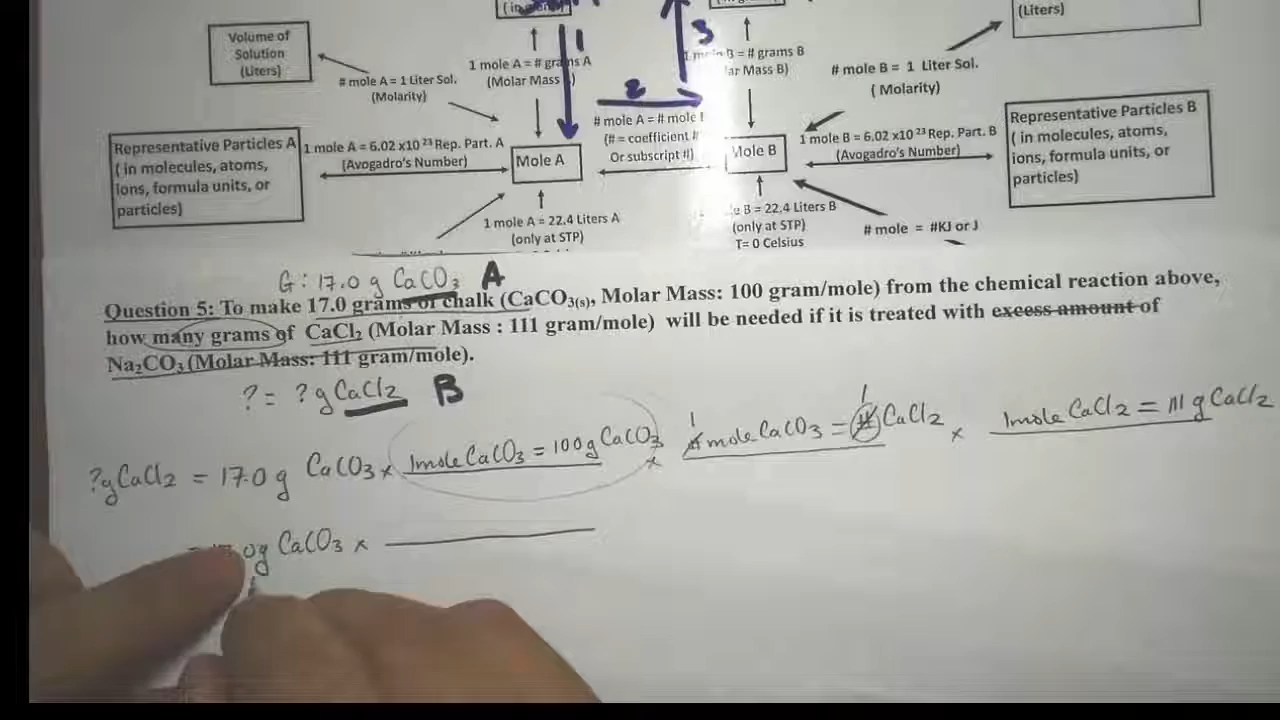 (Liters)
Volume of
Solution
(Liters)
# mole A = 1 Liter Sol.
(Molarity)
1 mole A = # grams A
(Molar Mass
1
2
3
B = # grams B
ar Mass B)
# mole B = 1 Liter Sol.
( Molarity)
# mole A = # mole
(# = coefficient #
Or subscript #)
Representative Particles A
( in molecules, atoms,
ions, formula units, or
particles)
1 mole A = 6.02 x10 23 Rep. Part. A
(Avogadro's Number)
Mole A
Mole B
1 mole B = 6.02 x10 23 Rep. Part. B
(Avogadro's Number)
Representative Particles B
( in molecules, atoms,
ions, formula units, or
particles)
1 mole A = 22.4 Liters A
(only at STP)
e B = 22.4 Liters B
(only at STP)
T= 0 Celsius
# mole = #KJ or J
G: 17.0 g CaCO3 A
Question 5: To make 17.0 grams of chalk (CaCO3(s), Molar Mass: 100 gram/mole) from the chemical reaction above,
how many grams of CaCl2 (Molar Mass : 111 gram/mole) will be needed if it is treated with excess amount of
Na2CO3 (Molar Mass: 111 gram/mole).
? = ? g CaCl2 B
?g CaCl2 = 17.0 g CaCO3 x 1mole CaCO3 = 100g CaCO3 x 1 # mole CaCO3 = 1 # CaCl2 x 1mole CaCl2 = 111 g CaCl2
0g CaCO3 x